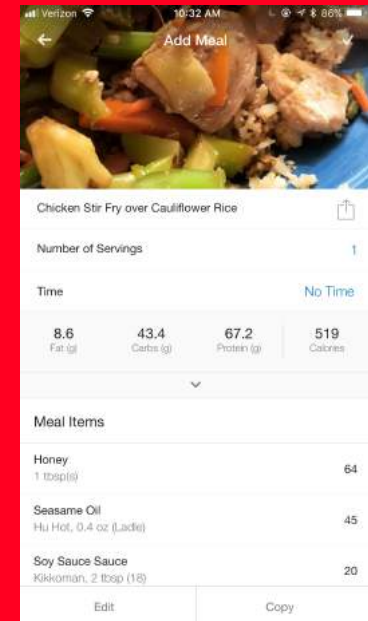 Verizon 10:32 AM 86%
Add Meal
Chicken Stir Fry over Cauliflower Rice
Number of Servings 1
Time No Time
8.6 43.4 67.2 519
Fat (g) Carbs (g) Protein (g) Calories
Meal Items
Honey
1 tbsp(s) 64
Seasame Oil
Hu Hot, 0.4 oz (Ladle) 45
Soy Sauce Sauce
Kikkoman, 2 tbsp (18) 20
Edit Copy